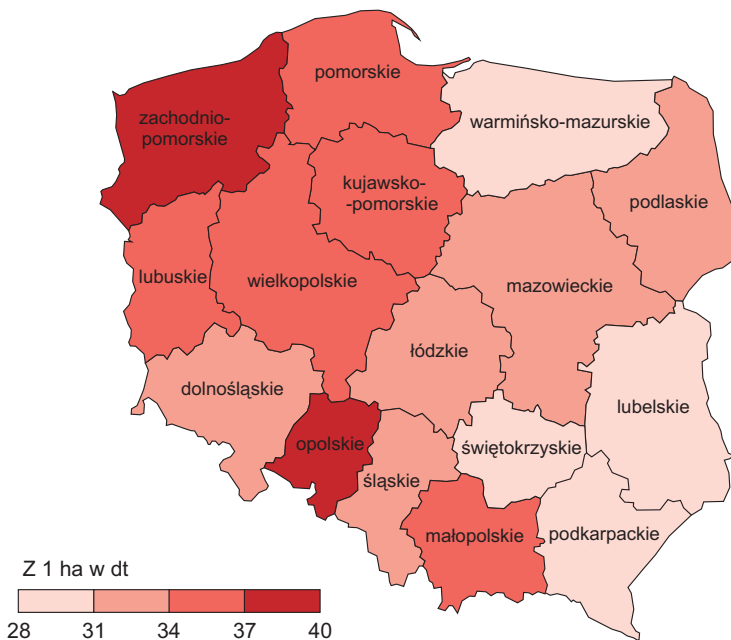 pomorskie
zachodnio-
pomorskie
warmińsko-mazurskie
kujawsko-
-pomorskie
podlaskie
lubuskie
wielkopolskie
mazowieckie
łódzkie
dolnośląskie
lubelskie
opolskie
świętokrzyskie
śląskie
małopolskie
podkarpackie
Z 1 ha w dt
28 31 34 37 40